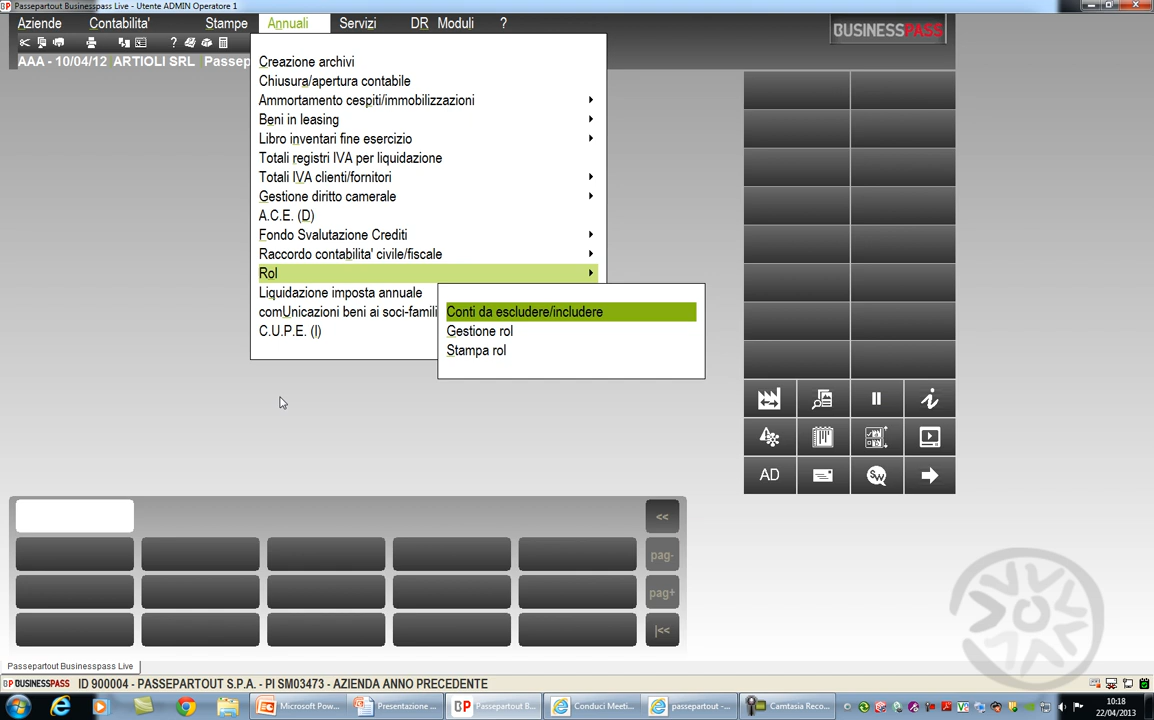 Passepartout Businesspass Live - Utente ADMIN Operatore 1
Aziende Contabilita' Stampe Annuali Servizi DR Moduli ?
BUSINESSPASS
AAA - 10/04/12 ARTIOLI SRL Passep
Creazione archivi
Chiusura/apertura contabile
Ammortamento cespiti/immobilizzazioni
Beni in leasing
Libro inventari fine esercizio
Totali registri IVA per liquidazione
Totali IVA clienti/fornitori
Gestione diritto camerale
A.C.E. (D)
Fondo Svalutazione Crediti
Raccordo contabilita' civile/fiscale
Rol
Liquidazione imposta annuale
comUnicazioni beni ai soci-famili
C.U.P.E. (I)
Conti da escludere/includere
Gestione rol
Stampa rol
AD
<<
pag-
pag+
|<<
Passepartout Businesspass Live
BP BUSINESSPASS ID 900004 - PASSEPARTOUT S.P.A. - PI SM03473 - AZIENDA ANNO PRECEDENTE
Microsoft Pow... Presentazione ... Passepartout B... Conduci Meeti... passepartout -... Camtasia Reco...
10:18
22/04/2013